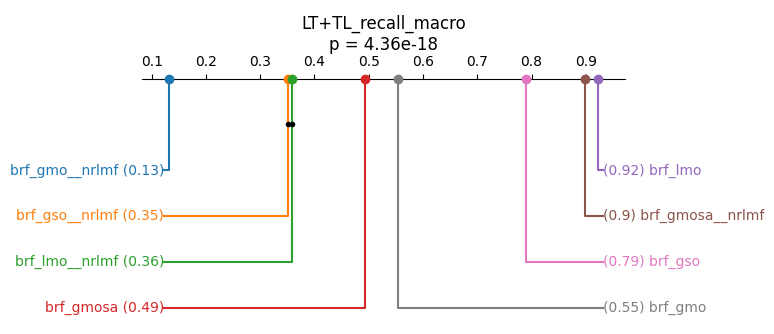 LT+TL_recall_macro
p = 4.36e-18
0.1 0.2 0.3 0.4 0.5 0.6 0.7 0.8 0.9
brf_gmo__nrlmf (0.13) (0.92) brf_lmo
brf_gso__nrlmf (0.35) (0.9) brf_gmosa__nrlmf
brf_lmo__nrlmf (0.36) (0.79) brf_gso
brf_gmosa (0.49) (0.55) brf_gmo